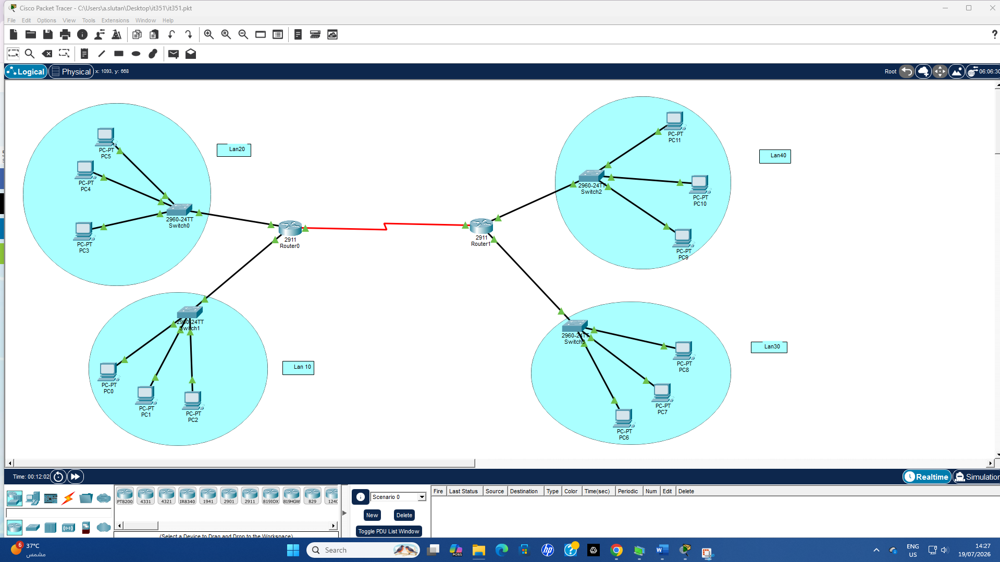 Cisco Packet Tracer - C:\Users\a.slutan\Desktop\it351\it351.pkt
File Edit Options View Tools Extensions Window Help
?
Logical Physical x: 1093, y: 668
Root 06:06:30
PC-PT
PC5
PC-PT
PC4
PC-PT
PC3
2960-24TT
Switch0
Lan20
2911
Router0
2911
Router1
PC-PT
PC11
2960-24TT
Switch2
PC-PT
PC10
PC-PT
PC9
Lan40
2960-24TT
Switch1
PC-PT
PC0
PC-PT
PC1
PC-PT
PC2
Lan 10
2960-24TT
Switch3
PC-PT
PC8
PC-PT
PC7
PC-PT
PC6
Lan30
Time: 00:12:02
Realtime Simulation
PT8200 4331 4321 IR8340 1941 2901 2911 819IOX 819HGW 829 1240
(Select a Device to Drag and Drop to the Workspace)
Scenario 0
New Delete
Toggle PDU List Window
Fire Last Status Source Destination Type Color Time(sec) Periodic Num Edit Delete
6
37°C
مشمس
Search
M365
hp
ENG
US
14:27
19/07/2026